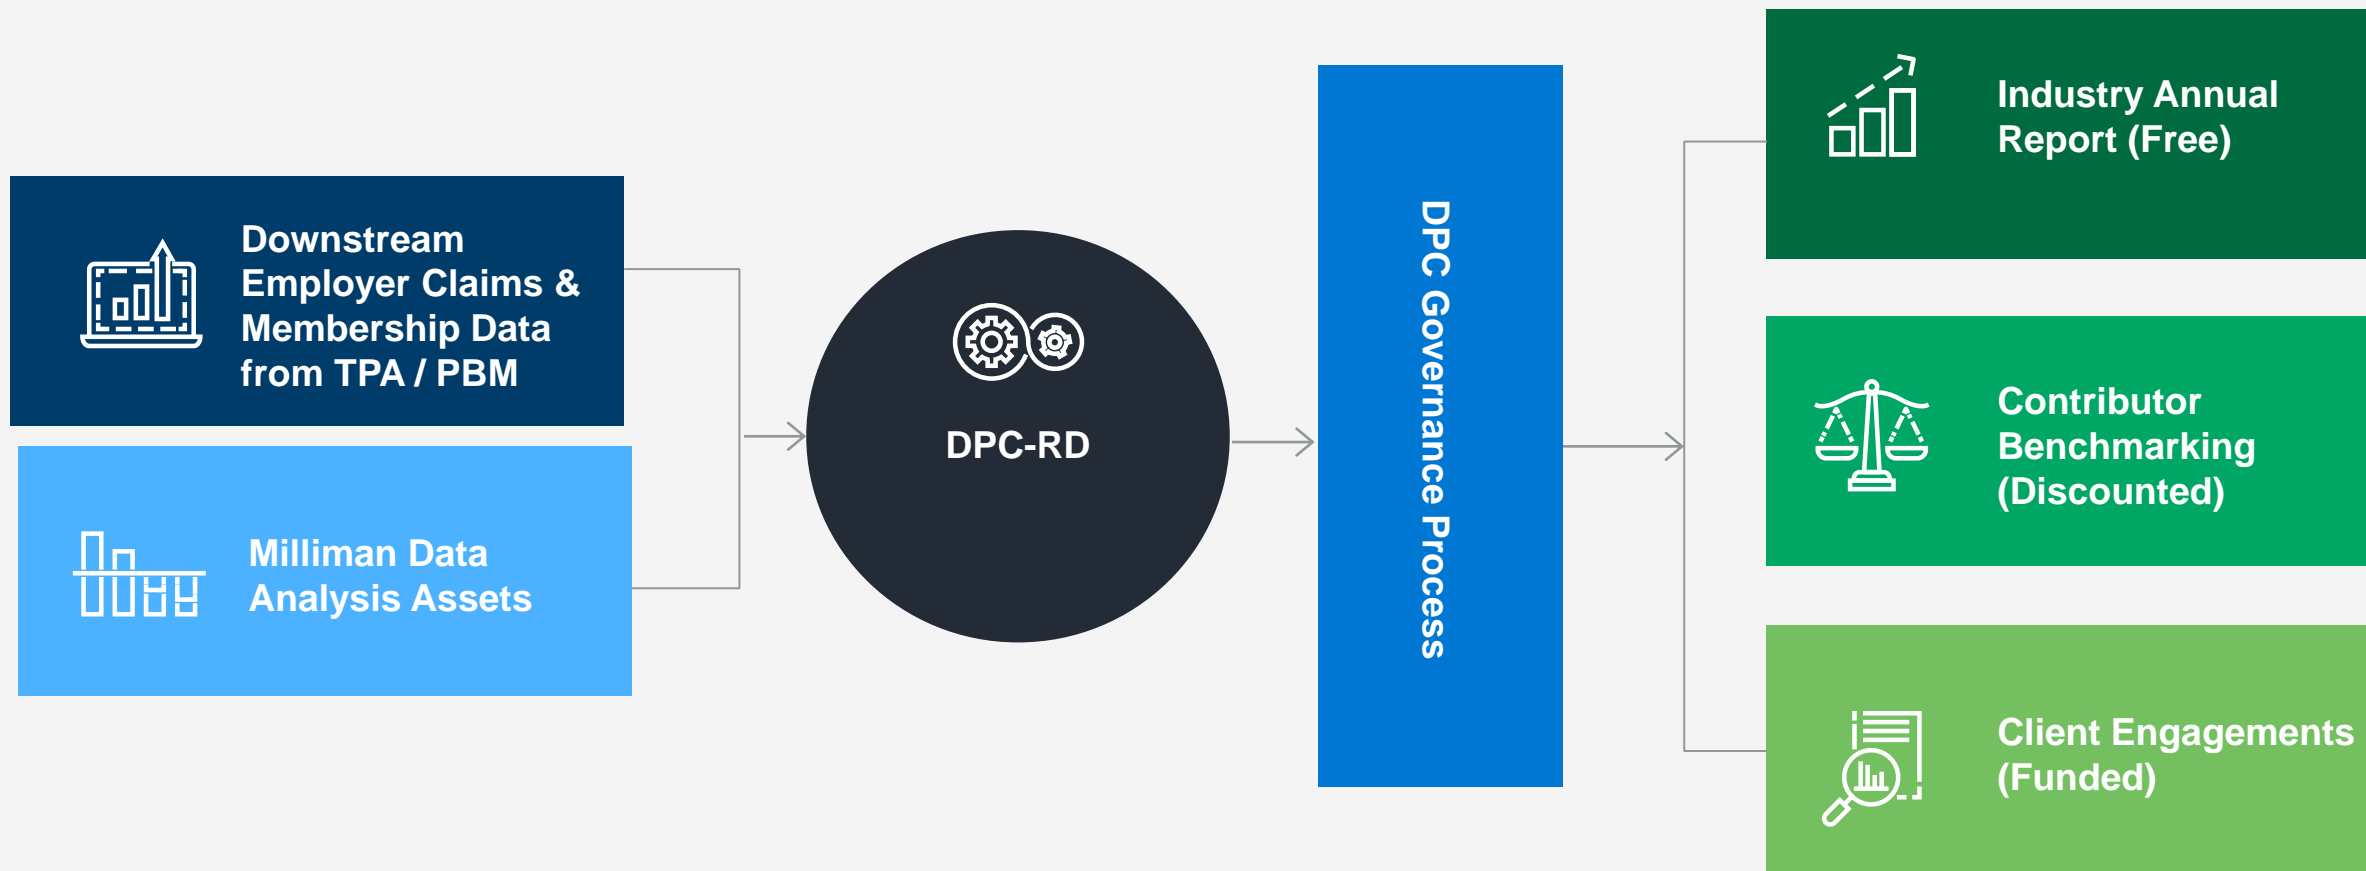 Downstream
Employer Claims &
Membership Data
from TPA / PBM
Milliman Data
Analysis Assets
DPC-RD
DPC Governance Process
Industry Annual
Report (Free)
Contributor
Benchmarking
(Discounted)
Client Engagements
(Funded)